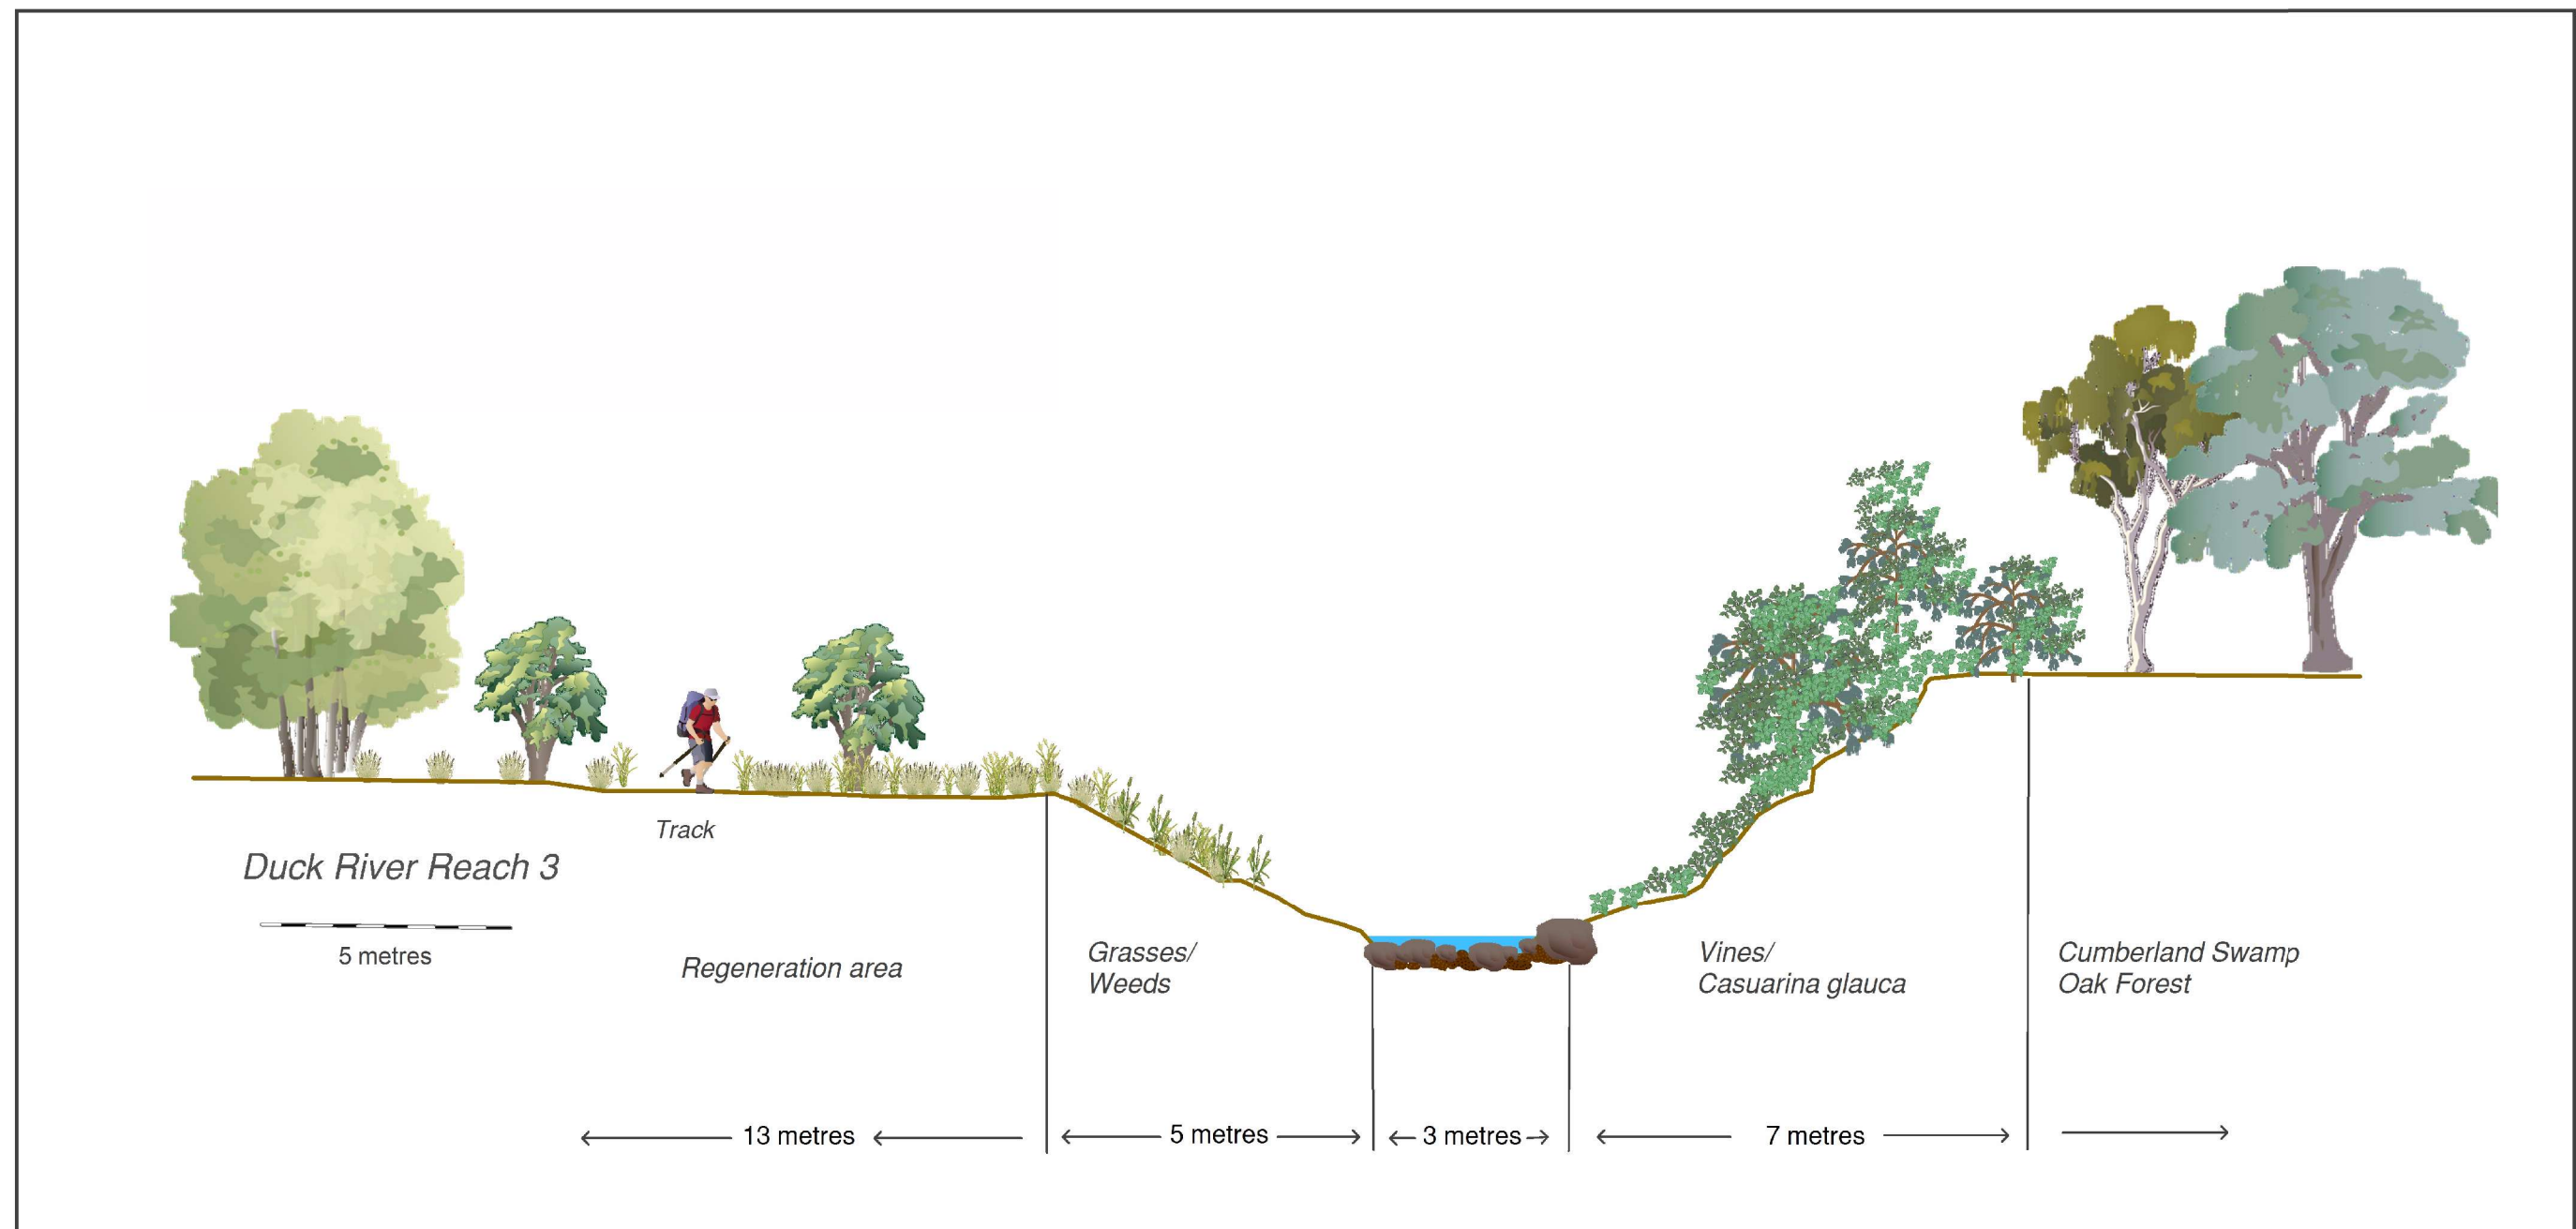 Track
Duck River Reach 3
5 metres
Regeneration area
Grasses/
Weeds
Vines/
Casuarina glauca
Cumberland Swamp
Oak Forest
13 metres
5 metres
3 metres
7 metres